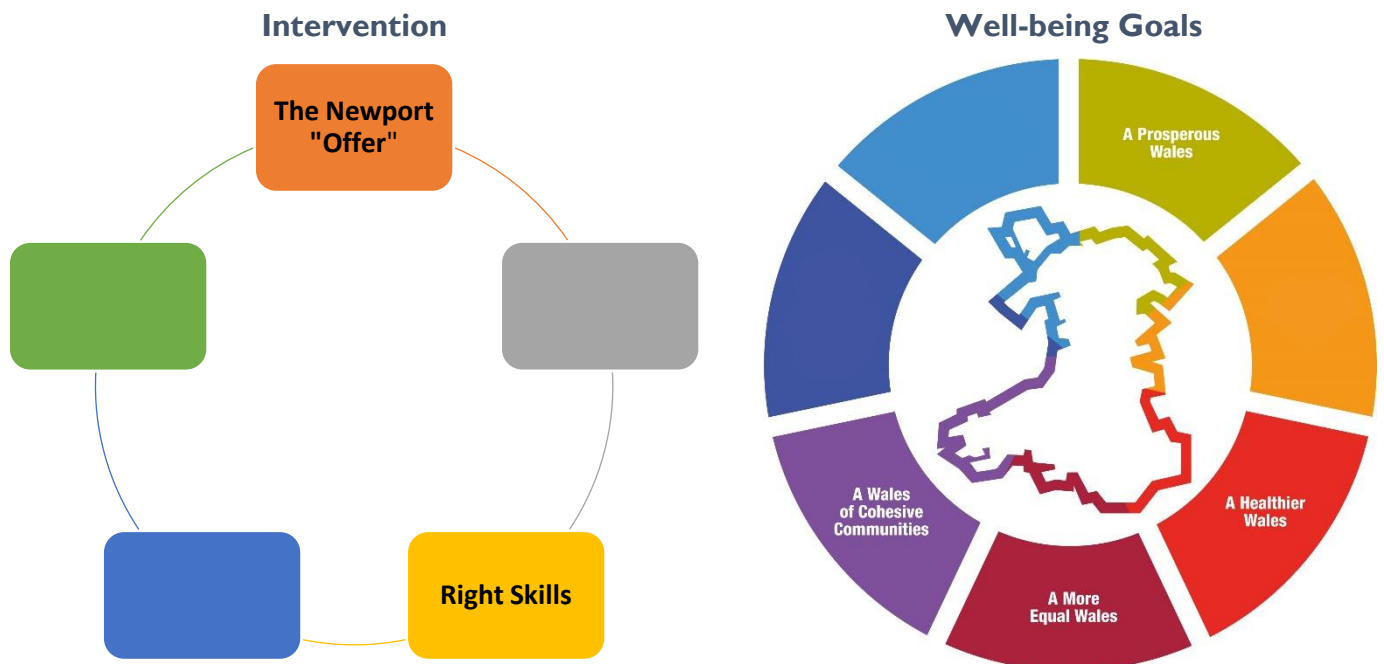 Intervention
The Newport
"Offer"
Right Skills
Well-being Goals
A Prosperous
Wales
A Healthier
Wales
A More
Equal Wales
A Wales
of Cohesive
Communities